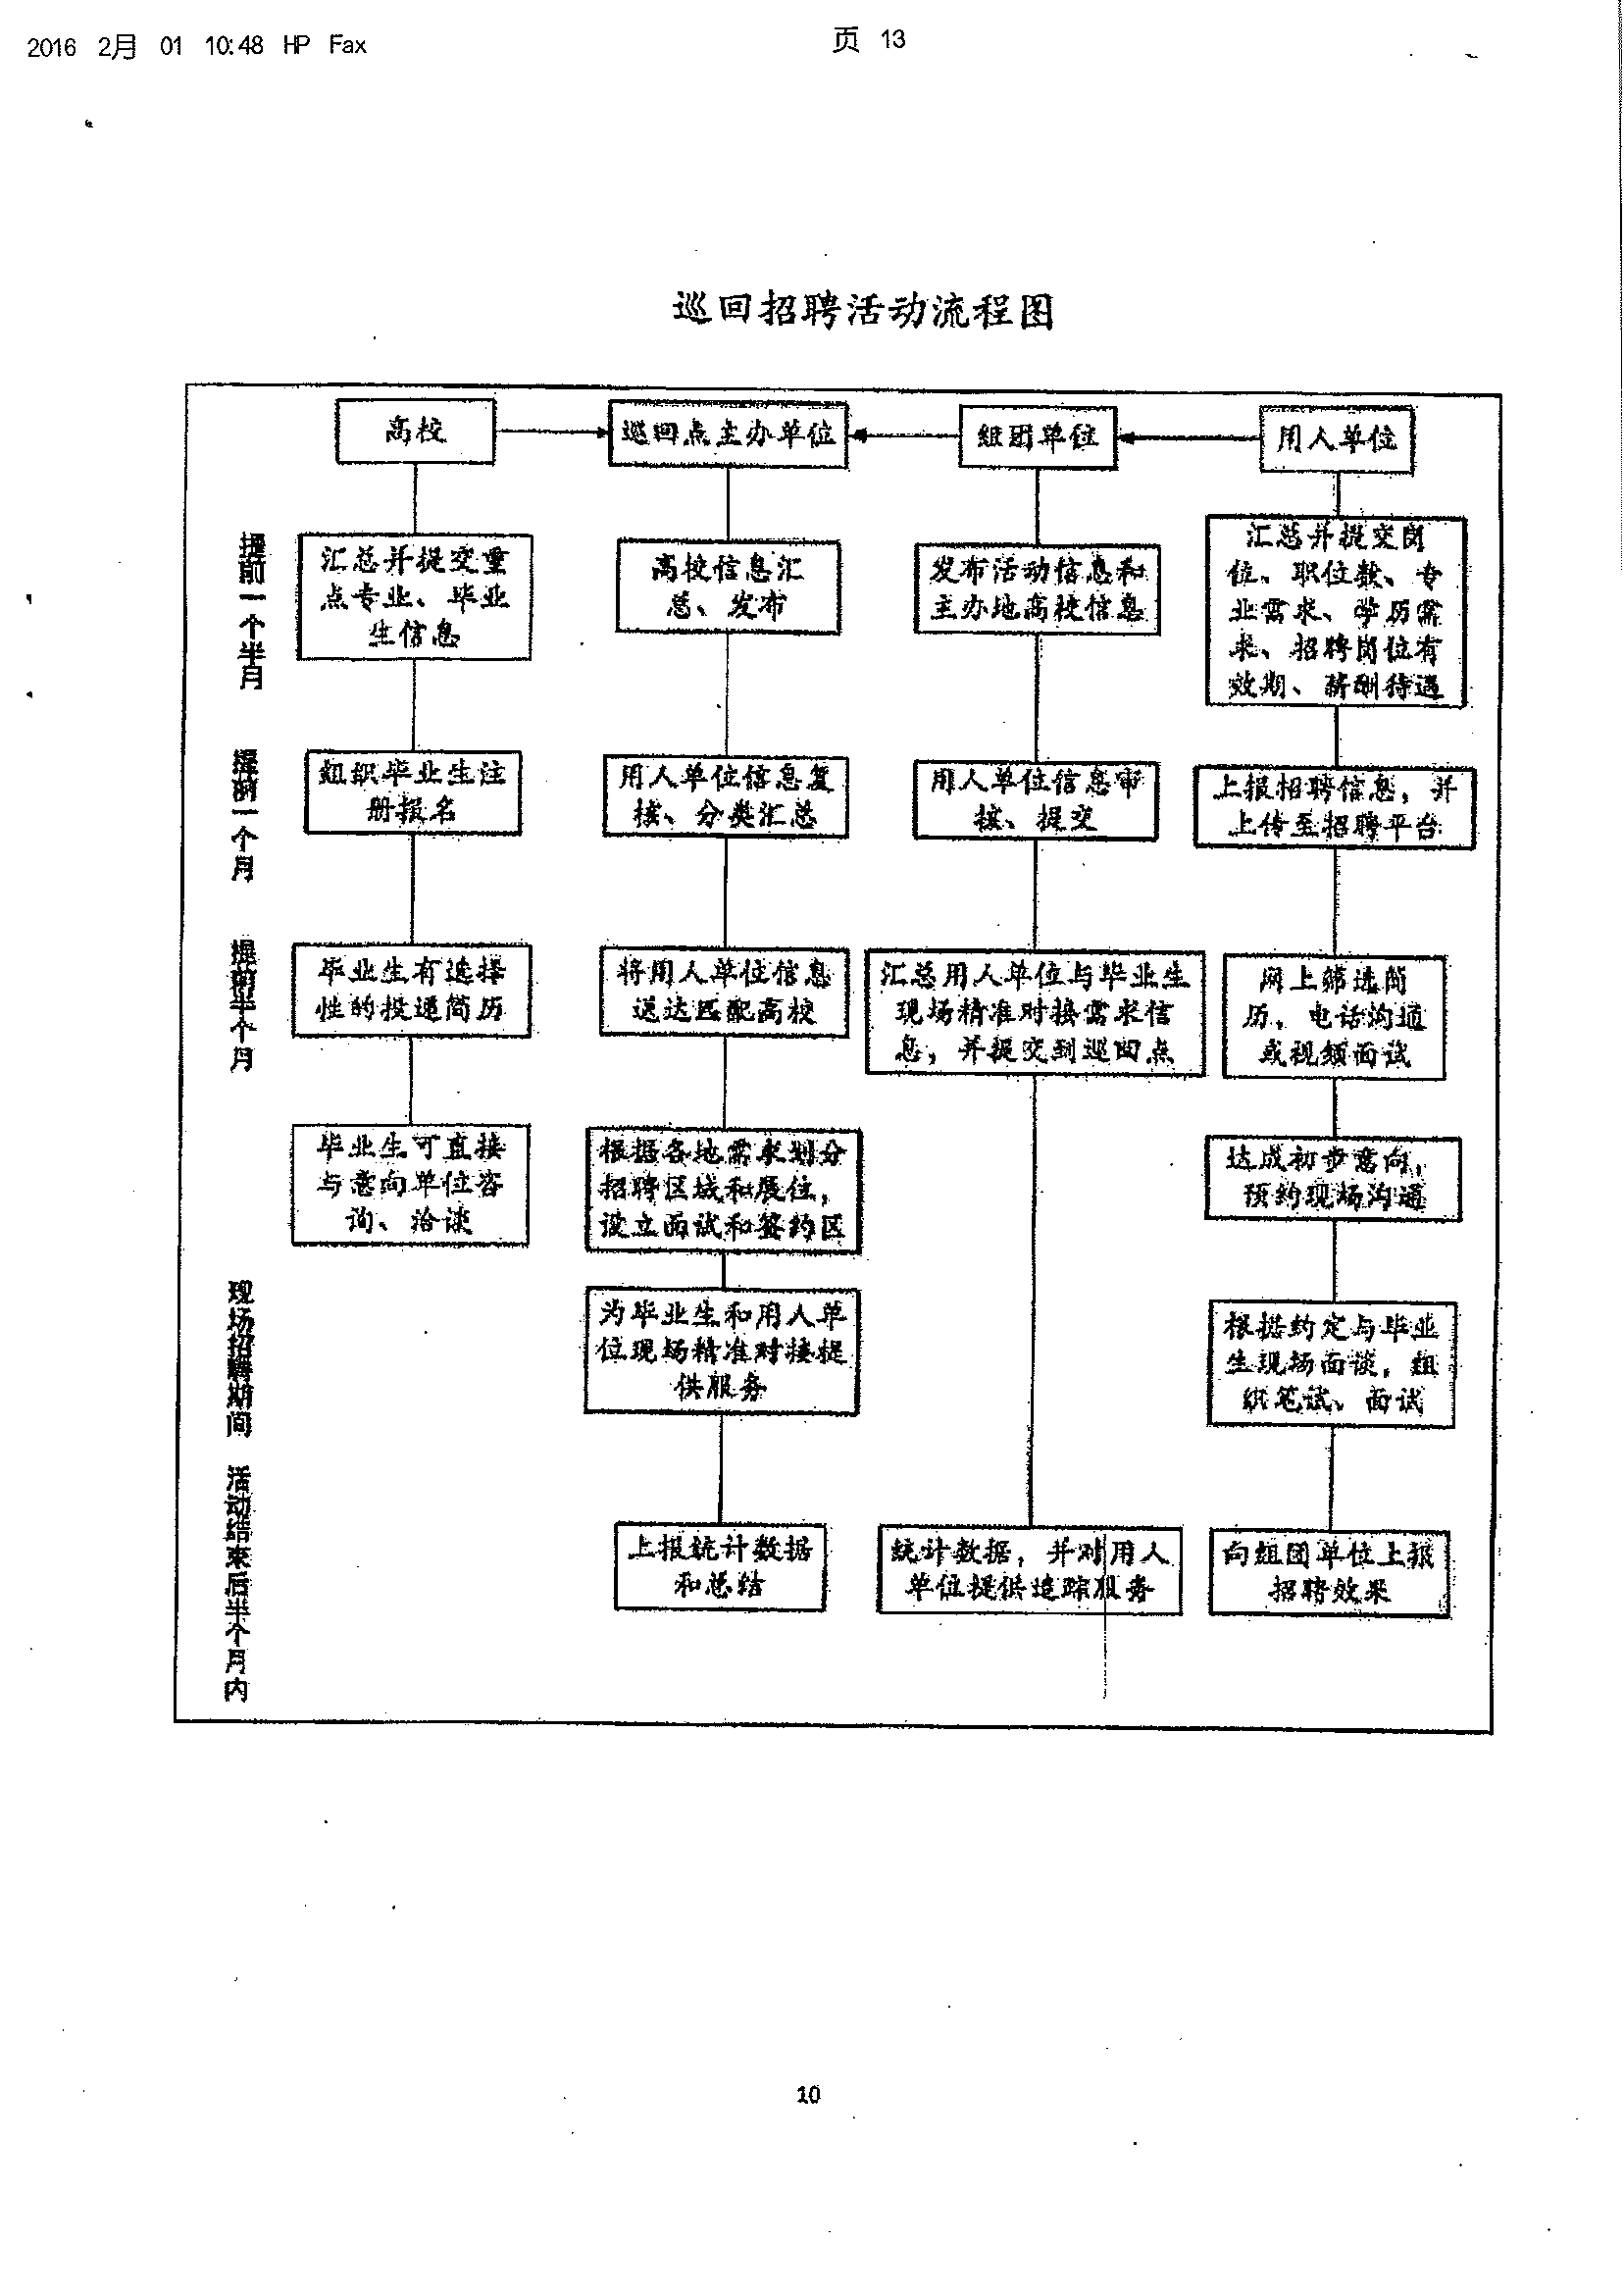 2016 2月 01 10:48 HP Fax
页 13
巡回招聘活动流程图
高校
巡回点主办单位
组团单位
用人单位
提前一个半月
汇总并提交重
点专业、毕业
生信息
高校信息汇
总、发布
发布活动信息和
主办地高校信息
汇总并提交岗
位、职位数、专
业需求、学历需
求、招聘岗位有
效期、薪酬待遇
提前一个月
组织毕业生注
册报名
用人单位信息复
核、分类汇总
用人单位信息审
核、提交
上报招聘信息，并
上传至招聘平台
提前半个月
毕业生有选择
性的投递简历
将用人单位信息
送达匹配高校
汇总用人单位与毕业生
现场精准对接需求信
息，并提交到巡回点
网上筛选简
历，电话沟通
或视频面试
毕业生可直接
与意向单位咨
询、洽谈
根据各地需求划分
招聘区域和展位，
设立面试和签约区
达成初步意向，
预约现场沟通
现场招聘期间
为毕业生和用人单
位现场精准对接提
供服务
根据约定与毕业
生现场面谈，组
织笔试、面试
活动结束后半个月内
上报统计数据
和总结
统计数据，并对用人
单位提供追踪服务
向组团单位上报
招聘效果
10